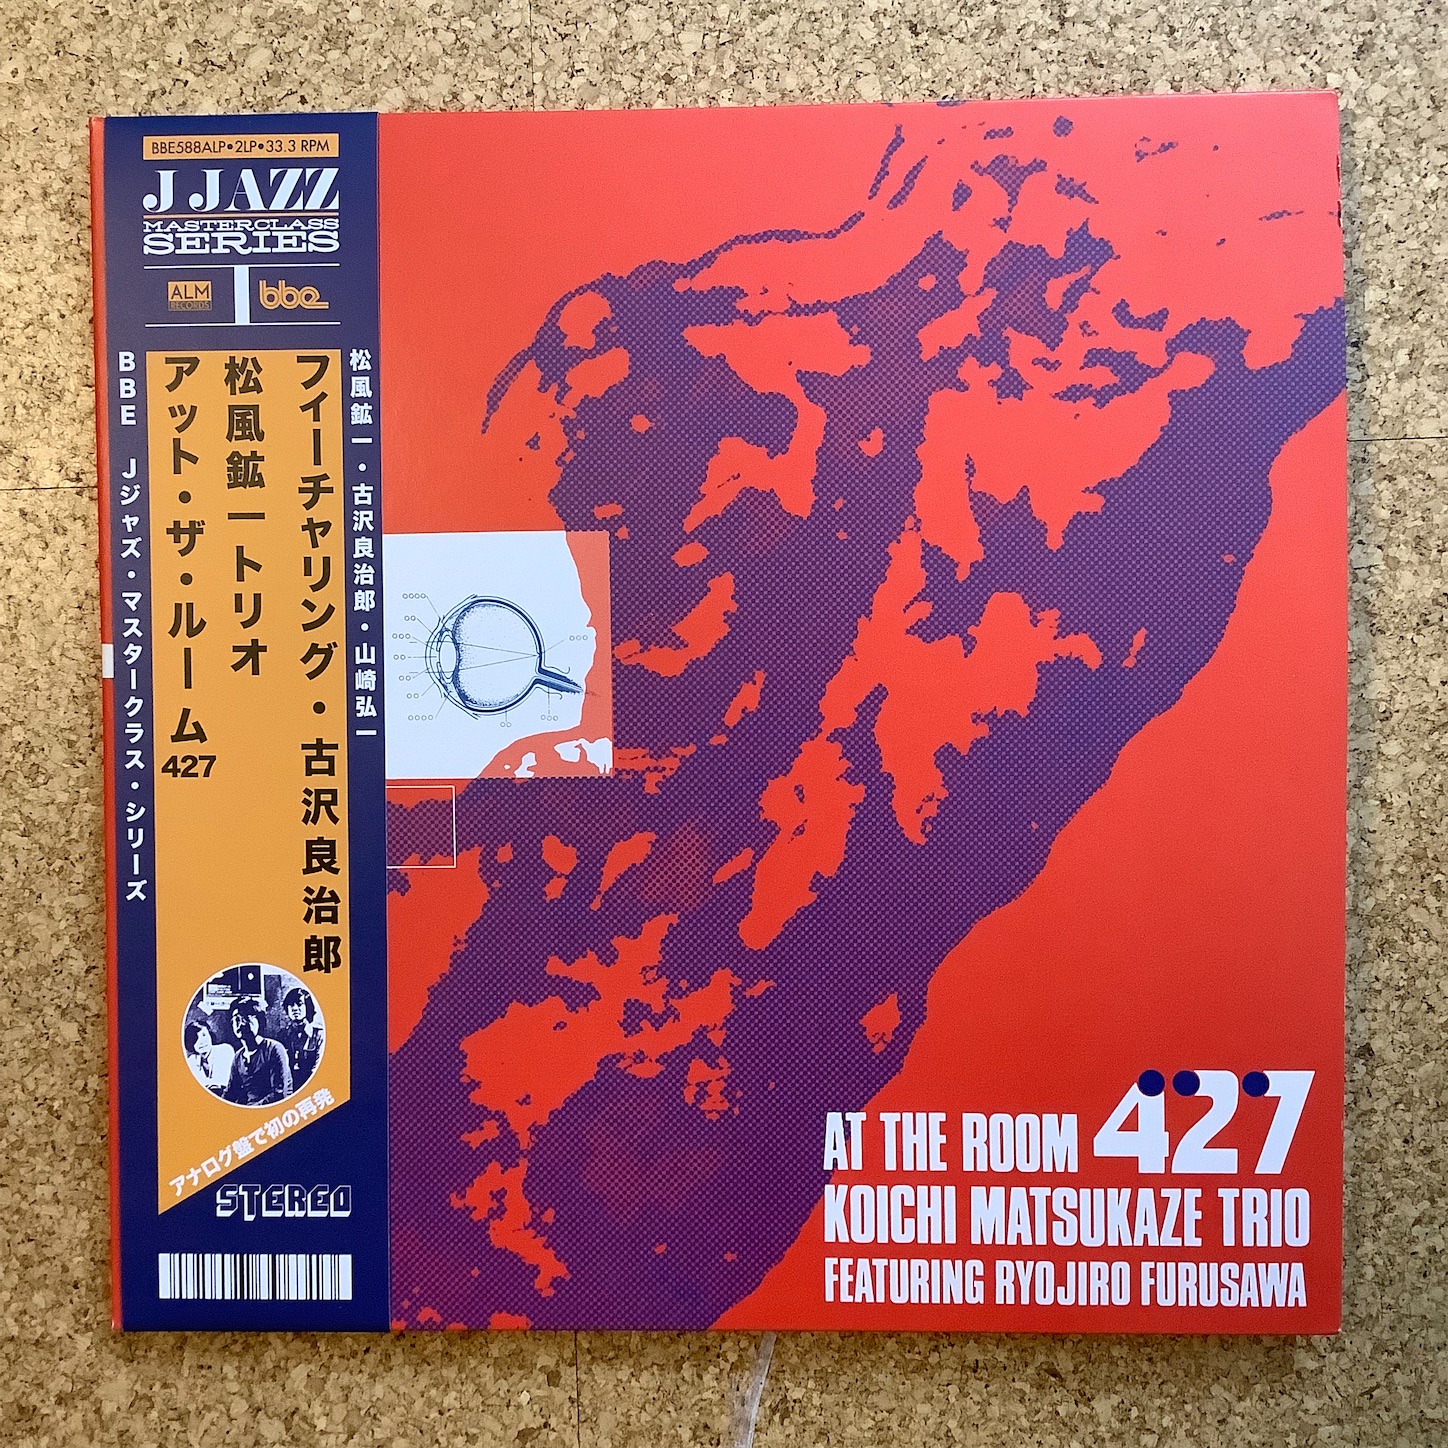 BBE588ALP•2LP•33.3 RPM
J JAZZ
MASTERCLASS
SERIES
ALM
RECORDS
bbe
松風鉱一・古沢良治郎・山崎弘一
フィーチャリング・古沢良治郎
松風鉱一トリオ
アット・ザ・ルーム427
BBE Jジャズ・マスタークラス・シリーズ
アナログ盤で初の再発
STEREO
AT THE ROOM 427
KOICHI MATSUKAZE TRIO
FEATURING RYOJIRO FURUSAWA